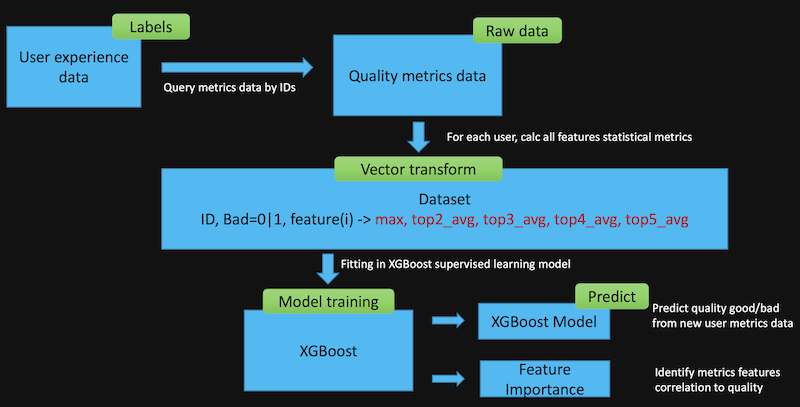 Labels
User experience
data
Query metrics data by IDs
Raw data
Quality metrics data
For each user, calc all features statistical metrics
Vector transform
Dataset
ID, Bad=0|1, feature(i) -> max, top2_avg, top3_avg, top4_avg, top5_avg
Fitting in XGBoost supervised learning model
Model training
XGBoost
Predict
XGBoost Model
Predict quality good/bad
from new user metrics data
Feature
Importance
Identify metrics features
correlation to quality